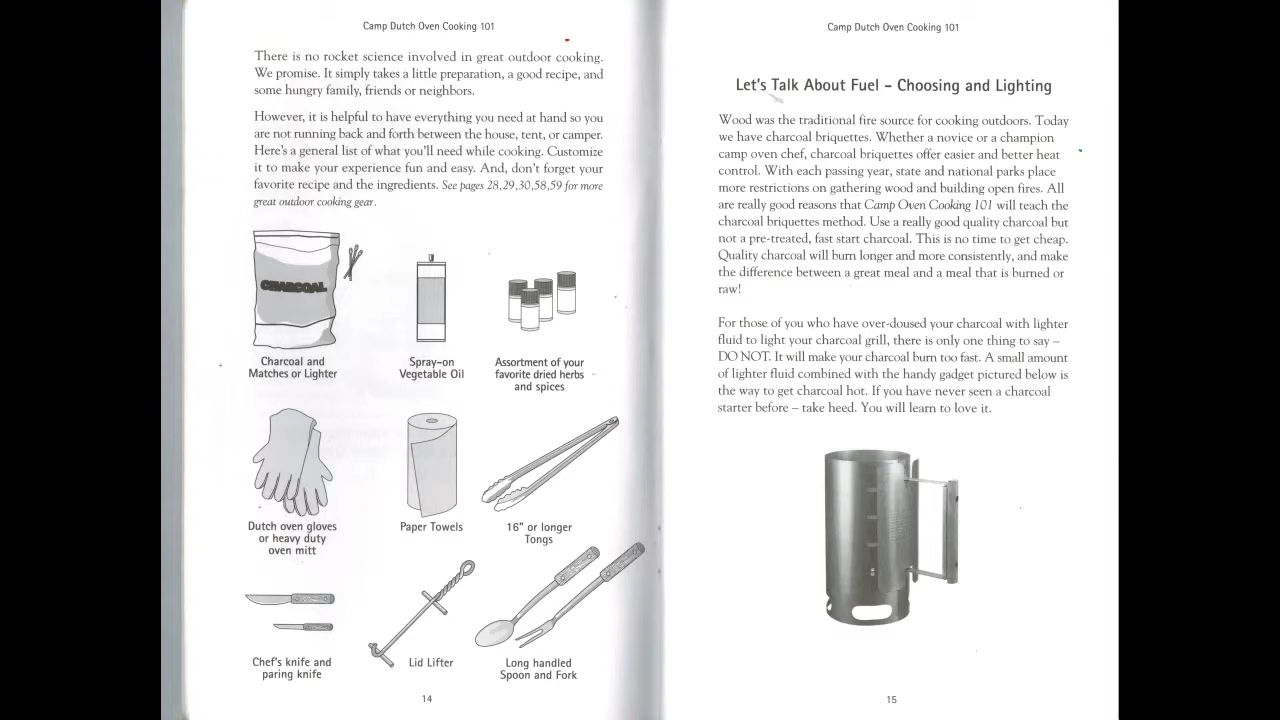 Camp Dutch Oven Cooking 101
There is no rocket science involved in great outdoor cooking.
We promise. It simply takes a little preparation, a good recipe, and
some hungry family, friends or neighbors.
However, it is helpful to have everything you need at hand so you
are not running back and forth between the house, tent, or camper.
Here's a general list of what you'll need while cooking. Customize
it to make your experience fun and easy. And, don't forget your
favorite recipe and the ingredients. See pages 28,29,30,58,59 for more
great outdoor cooking gear.
CHARCOAL
Charcoal and
Matches or Lighter
Spray-on
Vegetable Oil
Assortment of your
favorite dried herbs
and spices
Dutch oven gloves
or heavy duty
oven mitt
Paper Towels
16" or longer
Tongs
Chef's knife and
paring knife
Lid Lifter
Long handled
Spoon and Fork
14
Camp Dutch Oven Cooking 101
Let's Talk About Fuel – Choosing and Lighting
Wood was the traditional fire source for cooking outdoors. Today
we have charcoal briquettes. Whether a novice or a champion
camp oven chef, charcoal briquettes offer easier and better heat
control. With each passing year, state and national parks place
more restrictions on gathering wood and building open fires. All
are really good reasons that Camp Oven Cooking 101 will teach the
charcoal briquettes method. Use a really good quality charcoal but
not a pre-treated, fast start charcoal. This is no time to get cheap.
Quality charcoal will burn longer and more consistently, and make
the difference between a great meal and a meal that is burned or
raw!
For those of you who have over-doused your charcoal with lighter
fluid to light your charcoal grill, there is only one thing to say –
DO NOT. It will make your charcoal burn too fast. A small amount
of lighter fluid combined with the handy gadget pictured below is
the way to get charcoal hot. If you have never seen a charcoal
starter before – take heed. You will learn to love it.
15